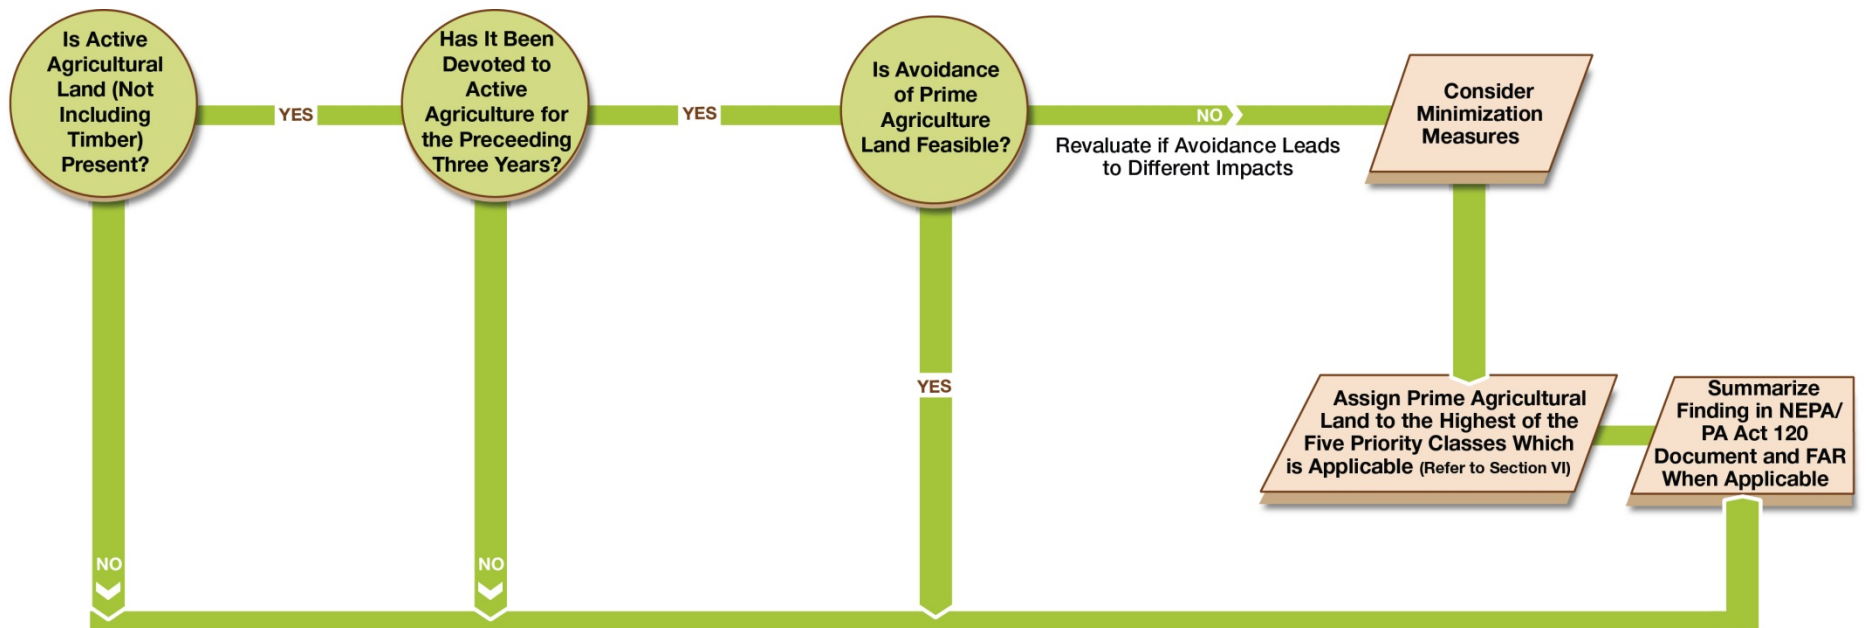 Is Active
Agricultural
Land (Not
Including
Timber)
Present?
YES
Has It Been
Devoted to
Active
Agriculture for
the Preceeding
Three Years?
YES
Is Avoidance
of Prime
Agriculture
Land Feasible?
NO
Revaluate if Avoidance Leads
to Different Impacts
Consider
Minimization
Measures
YES
Assign Prime Agricultural
Land to the Highest of the
Five Priority Classes Which
is Applicable (Refer to Section VI)
Summarize
Finding in NEPA/
PA Act 120
Document and FAR
When Applicable
NO
NO